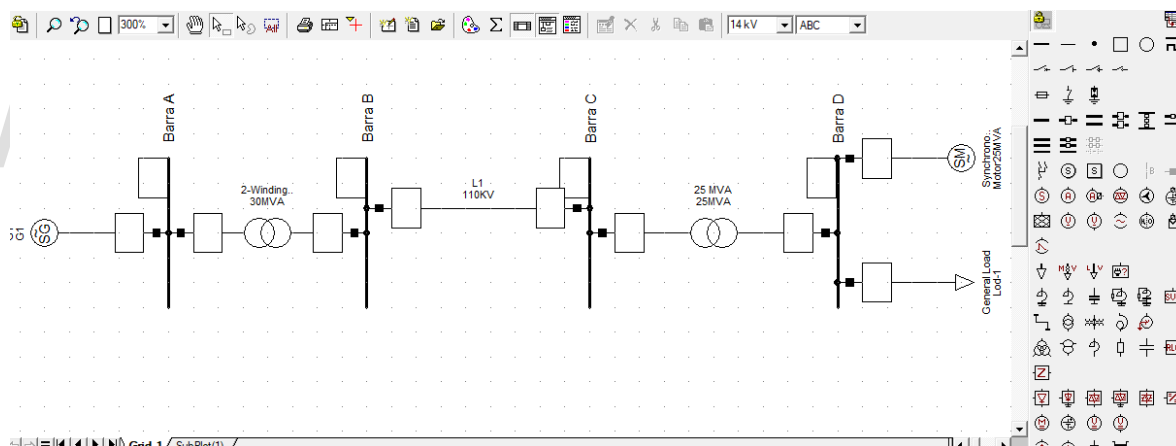 300%
14 kV
ABC
Barra A
Barra B
Barra C
Barra D
2-Winding..
30MVA
L1
110KV
25 MVA
25MVA
SG
G1
SM
Synchrono..
Motor25MVA
General Load
Lod-1
Grid-1
SubPlot(1)